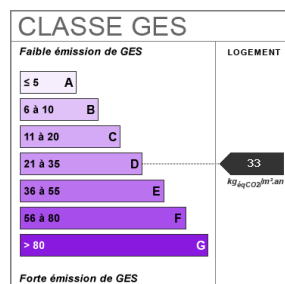 CLASSE GES
Faible émission de GES
LOGEMENT
≤ 5 A
6 à 10 B
11 à 20 C
21 à 35 D
33
kgéqCO2/m².an
36 à 55 E
56 à 80 F
> 80 G
Forte émission de GES